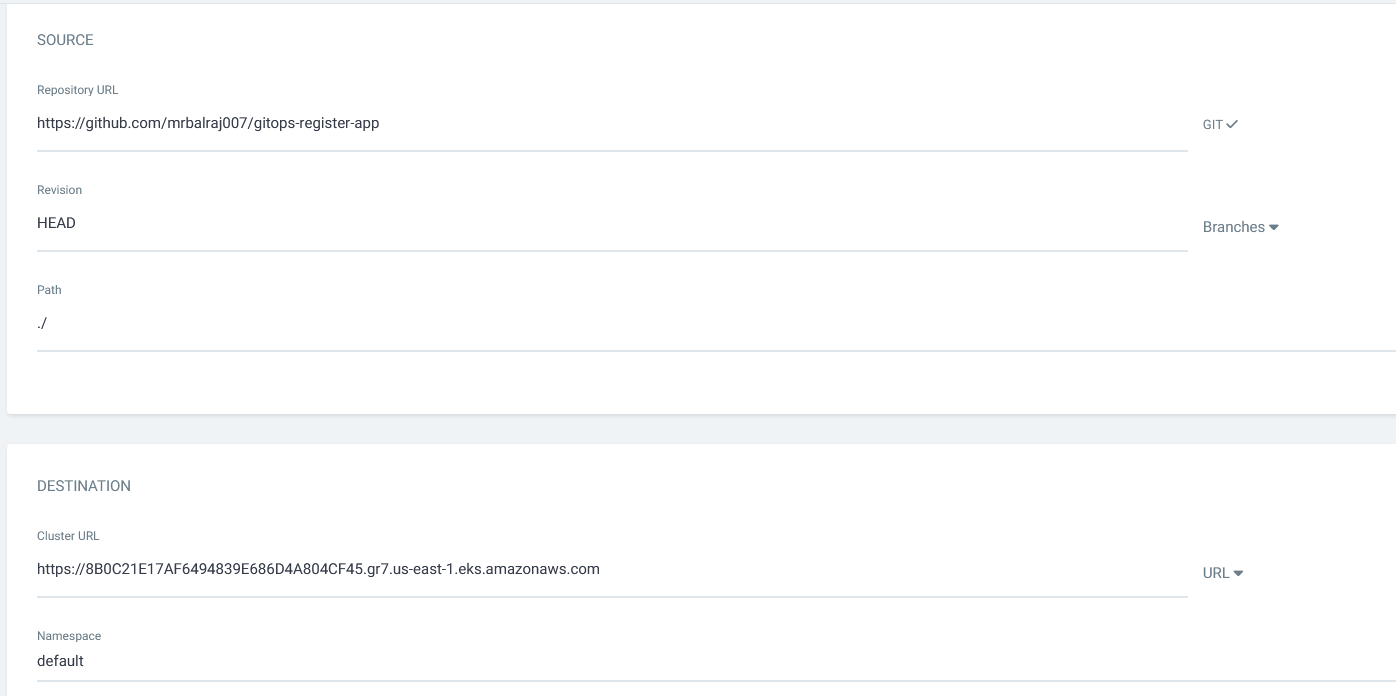 SOURCE
Repository URL
https://github.com/mrbalraj007/gitops-register-app
GIT
Revision
HEAD
Branches
Path
./
DESTINATION
Cluster URL
https://8B0C21E17AF6494839E686D4A804CF45.gr7.us-east-1.eks.amazonaws.com
URL
Namespace
default